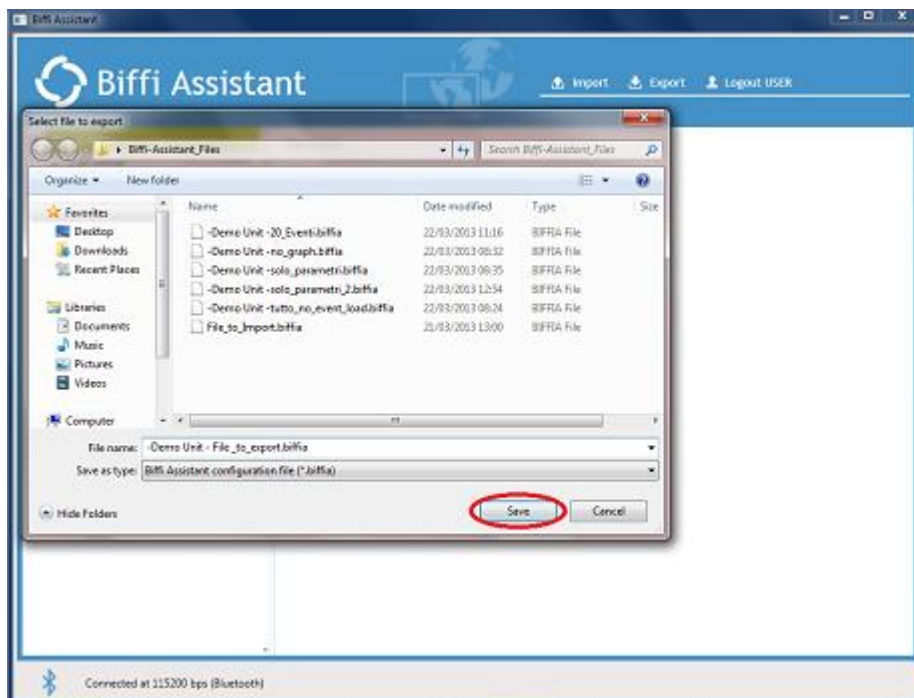 Biffi Assistant
Biffi Assistant
Import Export Logout USER
Select file to export
Biffi-Assistant_Files Search Biffi-Assistant_Files
Organize New folder
Name Date modified Type Size
Favorites
Desktop
Downloads
Recent Places
Libraries
Documents
Music
Pictures
Videos
Computer
-Demo Unit -20_Eventi.biffia 22/03/2013 11:16 BIFFIA File
-Demo Unit -no_graph.biffia 22/03/2013 08:32 BIFFIA File
-Demo Unit -solo_parametri.biffia 22/03/2013 08:35 BIFFIA File
-Demo Unit -solo_parametri_2.biffia 22/03/2013 12:54 BIFFIA File
-Demo Unit -tutto_no_event_load.biffia 22/03/2013 08:24 BIFFIA File
File_to_Import.biffia 21/03/2013 13:00 BIFFIA File
File name: -Demo Unit - File_to_export.biffia
Save as type: Biffi Assistant configuration file (*.biffia)
Hide Folders Save Cancel
Connected at 115200 bps (Bluetooth)